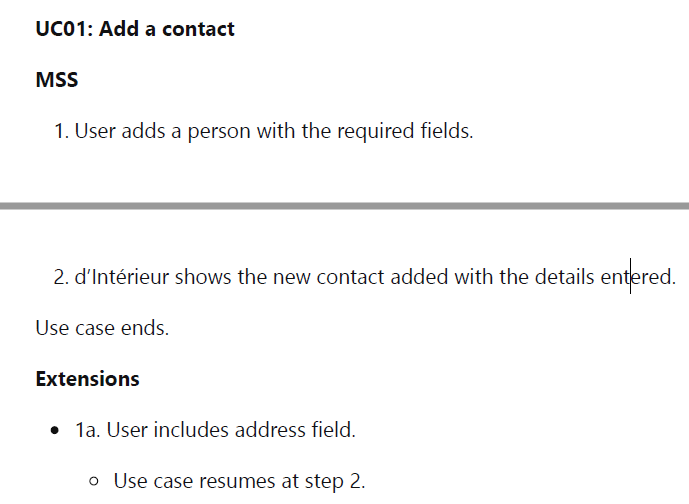 UC01: Add a contact
MSS
1. User adds a person with the required fields.
2. d’Intérieur shows the new contact added with the details entered.
Use case ends.
Extensions
• 1a. User includes address field.
○ Use case resumes at step 2.